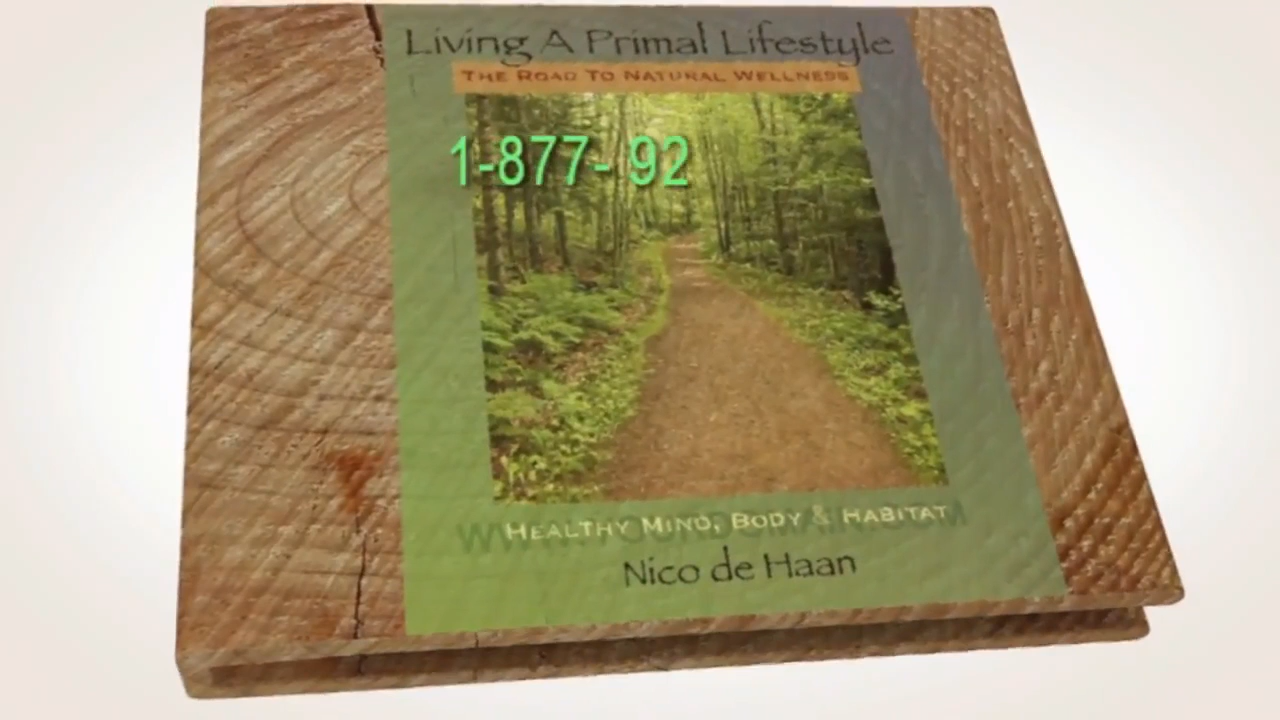 Living A Primal Lifestyle
THE ROAD TO NATURAL WELLNESS
1-877- 92
HEALTHY MIND, BODY & HABITAT
Nico de Haan